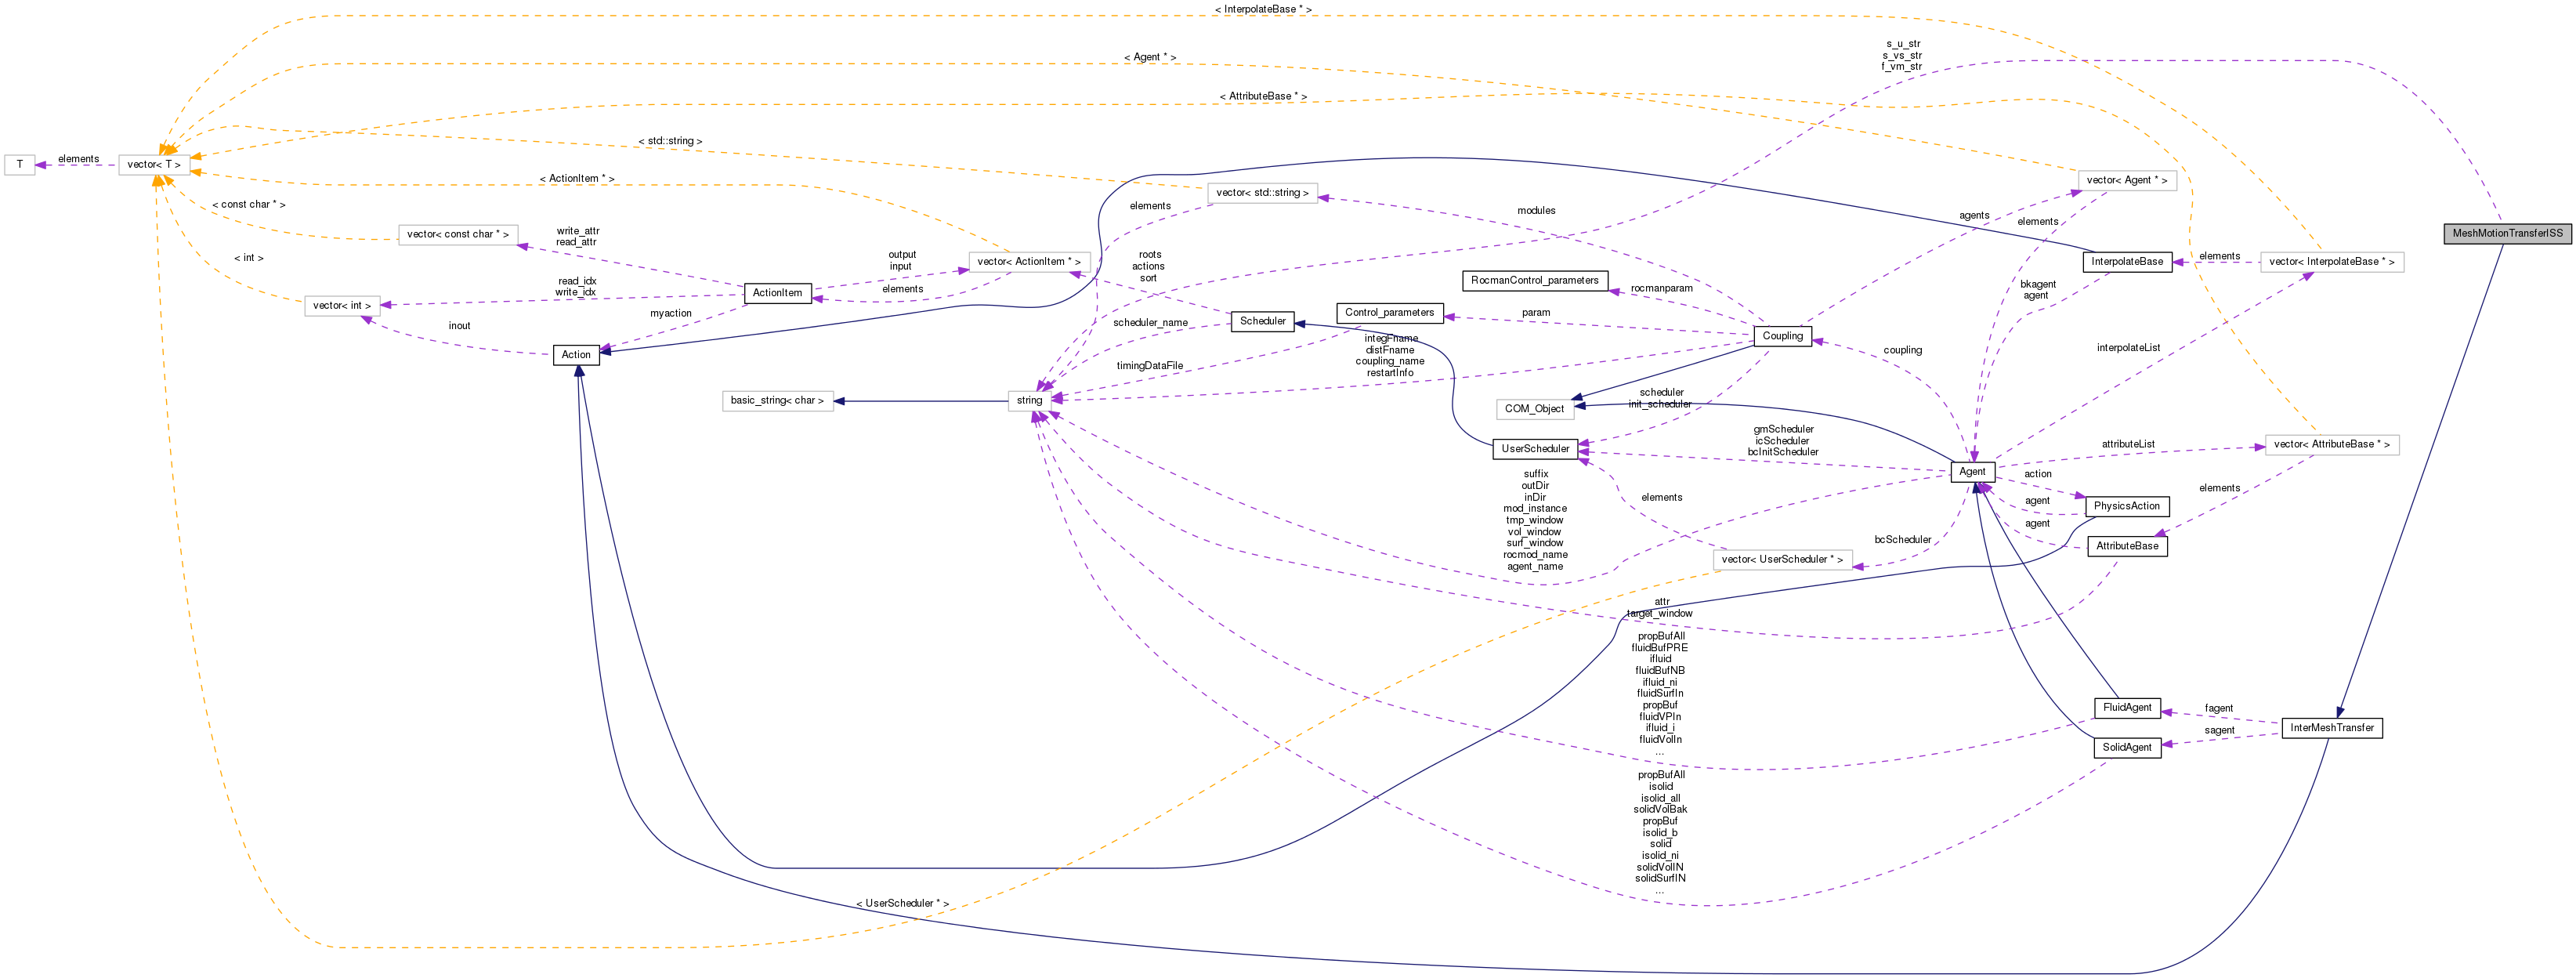 < InterpolateBase * >
s_u_str
s_vs_str
f_vm_str
< Agent * >
< AttributeBase * >
< std::string >
T
elements
vector< T >
< ActionItem * >
vector< std::string >
vector< Agent * >
< const char * >
elements
modules
agents
elements
MeshMotionTransferISS
vector< const char * >
write_attr
read_attr
output
input
vector< ActionItem * >
roots
actions
sort
InterpolateBase
elements
vector< InterpolateBase * >
< int >
RocmanControl_parameters
rocmanparam
bkagent
agent
read_idx
write_idx
ActionItem
elements
vector< int >
myaction
scheduler_name
Scheduler
Control_parameters
param
inout
Coupling
Action
integFname
distFname
coupling_name
restartInfo
timingDataFile
coupling
interpolateList
basic_string< char >
string
COM_Object
scheduler
init_scheduler
UserScheduler
gmScheduler
icScheduler
bcInitScheduler
attributeList
vector< AttributeBase * >
Agent
action
suffix
outDir
inDir
mod_instance
tmp_window
vol_window
surf_window
rocmod_name
agent_name
elements
agent
PhysicsAction
elements
agent
AttributeBase
bcScheduler
vector< UserScheduler * >
attr
target_window
propBufAll
fluidBufPRE
ifluid
fluidBufNB
ifluid_ni
fluidSurfIn
propBuf
fluidVPIn
ifluid_i
fluidVolIn
...
FluidAgent
fagent
InterMeshTransfer
sagent
SolidAgent
propBufAll
isolid
isolid_all
solidVolBak
propBuf
isolid_b
solid
isolid_ni
solidVolIN
solidSurfIN
...
< UserScheduler * >